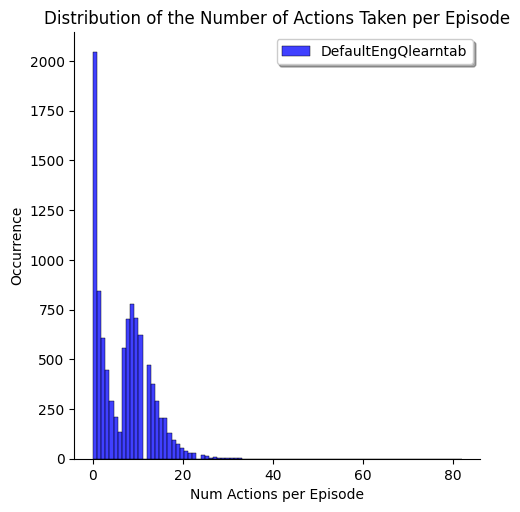 Distribution of the Number of Actions Taken per Episode
DefaultEngQlearntab
2000
1750
1500
1250
1000
750
500
250
0
Occurrence
0 20 40 60 80
Num Actions per Episode